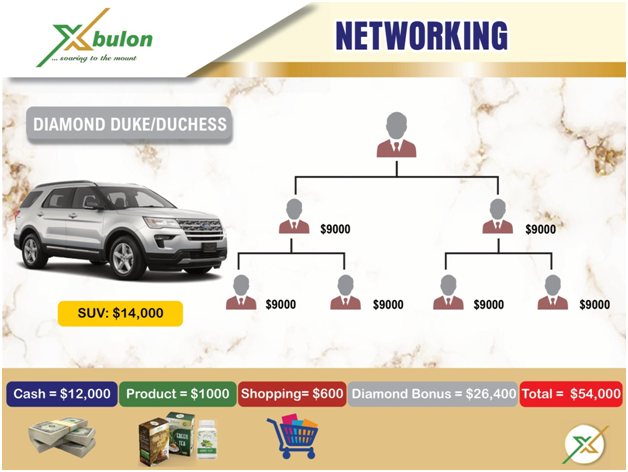 Xbulon
... soaring to the mount
NETWORKING
DIAMOND DUKE/DUCHESS
$9000
$9000
$9000
$9000
$9000
$9000
SUV: $14,000
Cash = $12,000
Product = $1000
Shopping= $600
Diamond Bonus = $26,400
Total = $54,000
GREEN TEA